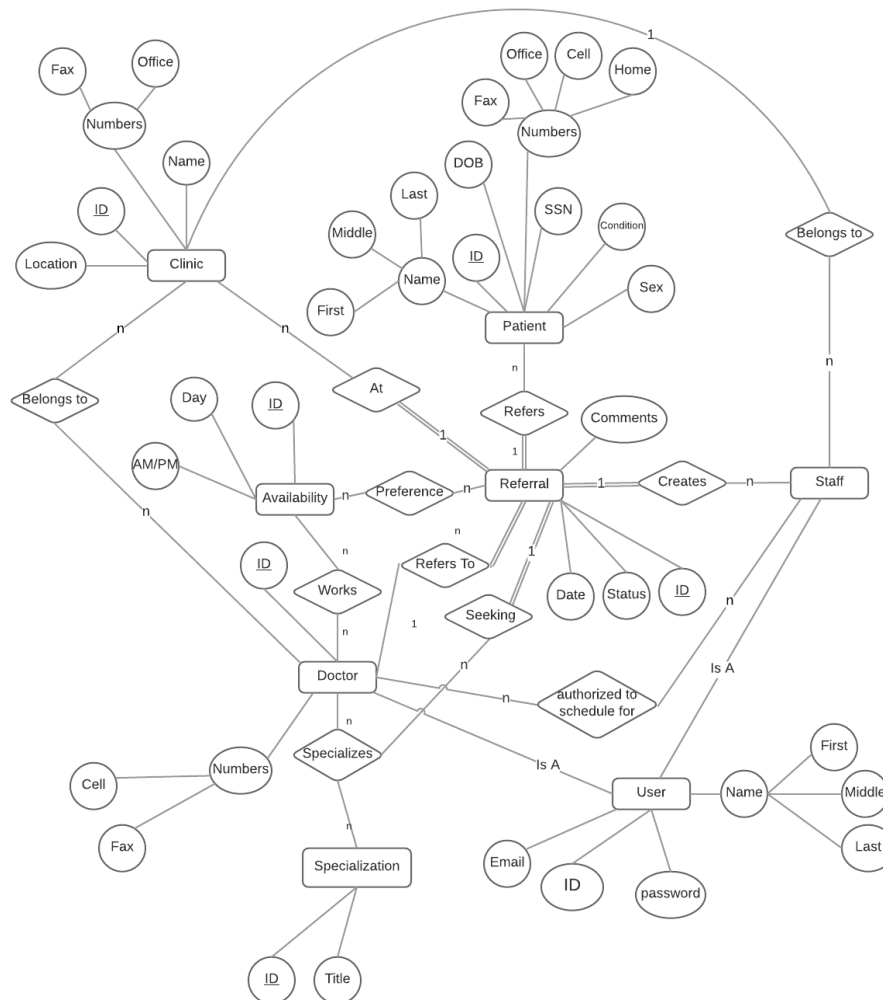 1
Office
Cell
Home
Fax
Office
Fax
Numbers
Numbers
Name
DOB
Last
SSN
ID
Condition
Middle
Belongs to
ID
Location
Clinic
Name
Sex
First
Patient
n
n
n
n
At
Day
ID
Belongs to
Refers
Comments
1
1
AM/PM
Availability
n
Preference
n
Referral
1
Creates
n
Staff
n
n
n
1
ID
Works
Refers To
Date
Status
ID
Seeking
n
1
n
n
Is A
Doctor
n
authorized to
schedule for
n
Specializes
Numbers
Is A
First
Cell
User
Name
Middle
n
Fax
Last
Email
Specialization
ID
password
ID
Title